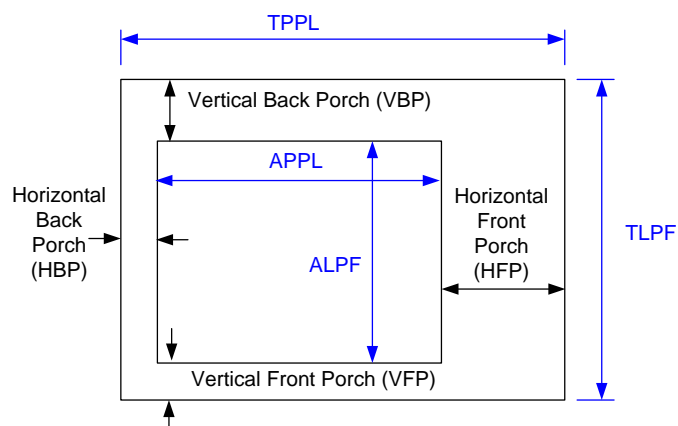 TPPL
Vertical Back Porch (VBP)
APPL
Horizontal
Back
Porch
(HBP)
Horizontal
Front
Porch
(HFP)
TLPF
ALPF
Vertical Front Porch (VFP)